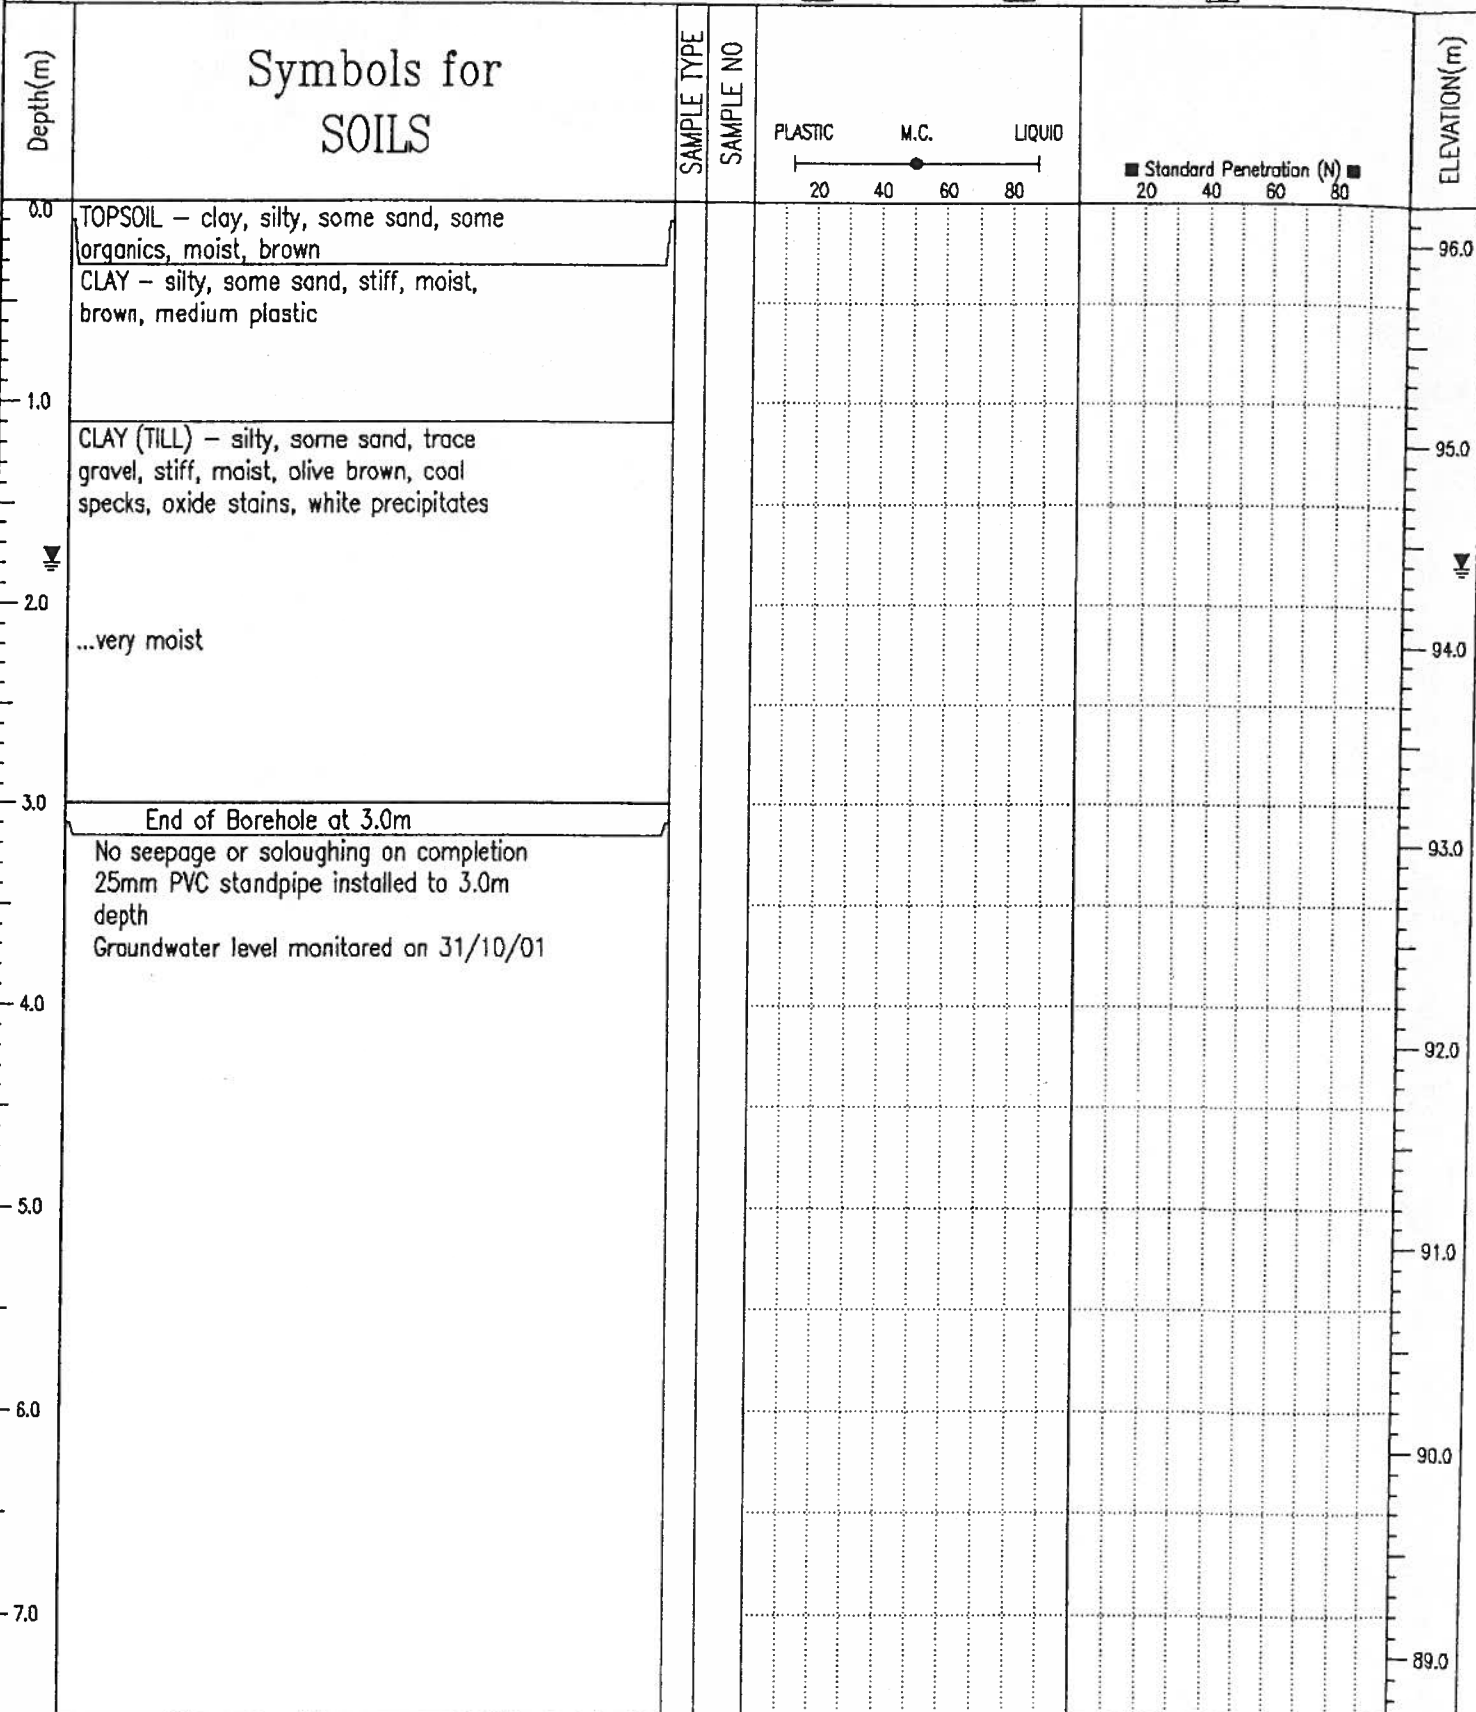 Depth(m)
Symbols for
SOILS
SAMPLE TYPE
SAMPLE NO
PLASTIC M.C. LIQUID
20 40 60 80
■ Standard Penetration (N) ■
20 40 60 80
ELEVATION(m)
0.0
TOPSOIL – clay, silty, some sand, some
organics, moist, brown
96.0
CLAY – silty, some sand, stiff, moist,
brown, medium plastic
1.0
CLAY (TILL) – silty, some sand, trace
gravel, stiff, moist, olive brown, coal
specks, oxide stains, white precipitates
95.0
2.0
...very moist
94.0
3.0
End of Borehole at 3.0m
No seepage or soloughing on completion
25mm PVC standpipe installed to 3.0m
depth
Groundwater level monitored on 31/10/01
93.0
4.0
92.0
5.0
91.0
6.0
90.0
7.0
89.0